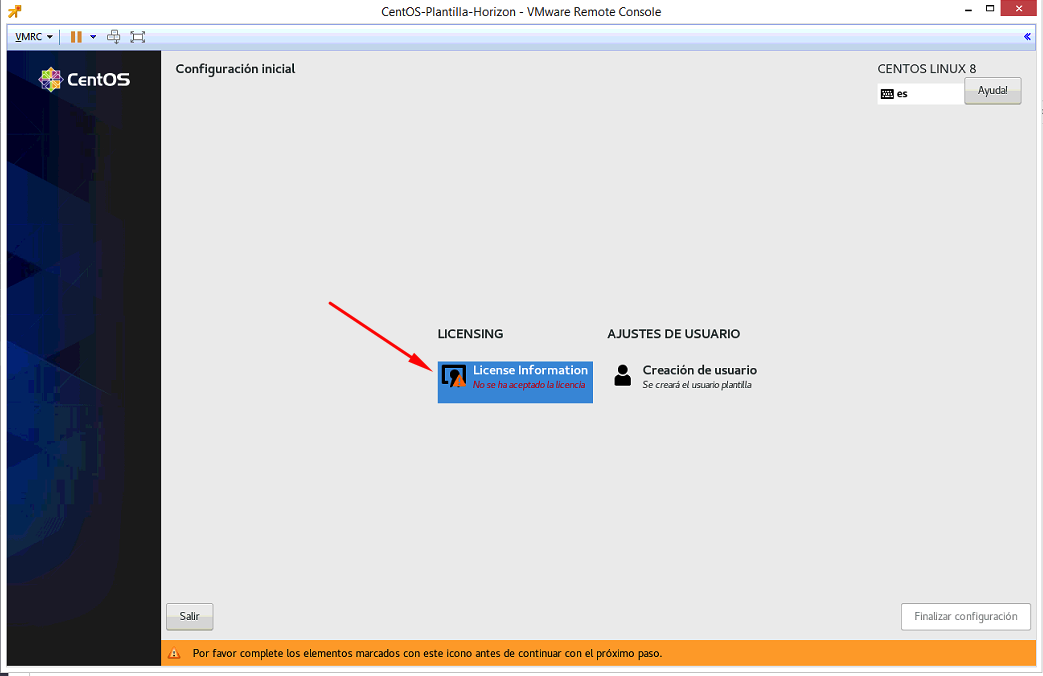 CentOS-Plantilla-Horizon - VMware Remote Console
VMRC
CentOS
Configuración inicial
CENTOS LINUX 8
es
Ayuda!
LICENSING
License Information
No se ha aceptado la licencia
AJUSTES DE USUARIO
Creación de usuario
Se creará el usuario plantilla
Salir
Finalizar configuración
Por favor complete los elementos marcados con este icono antes de continuar con el próximo paso.